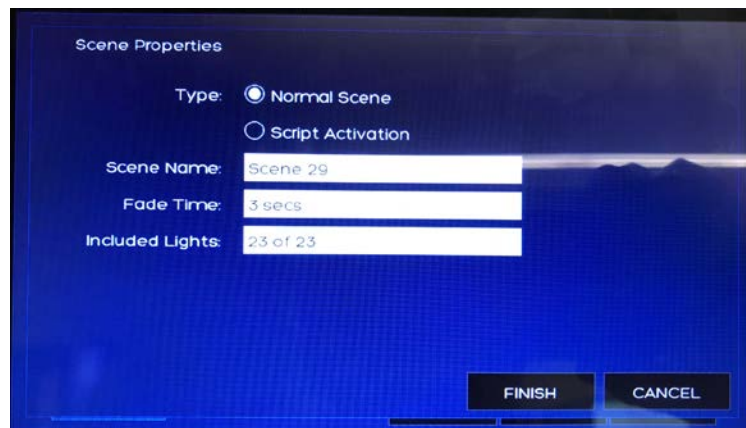 Scene Properties
Type: Normal Scene
Script Activation
Scene Name: Scene 29
Fade Time: 3 secs
Included Lights: 23 of 23
FINISH CANCEL